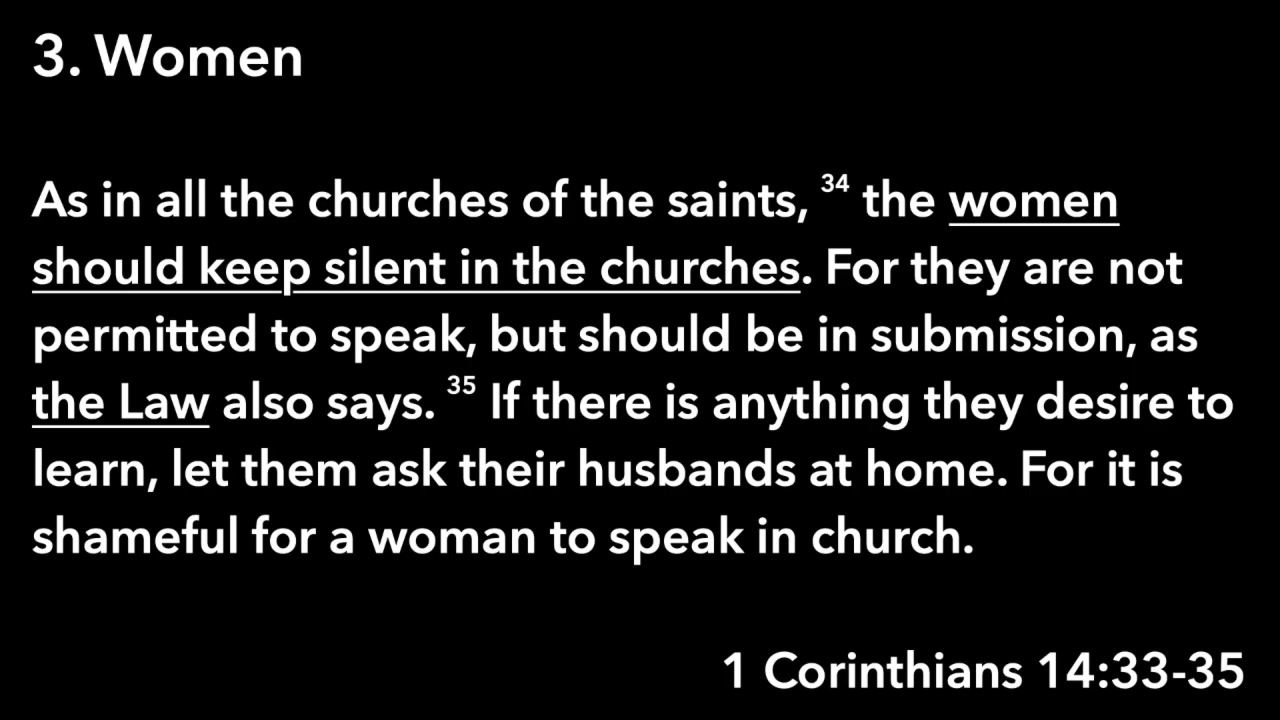 3. Women
As in all the churches of the saints, 34 the women
should keep silent in the churches. For they are not
permitted to speak, but should be in submission, as
the Law also says. 35 If there is anything they desire to
learn, let them ask their husbands at home. For it is
shameful for a woman to speak in church.
1 Corinthians 14:33-35